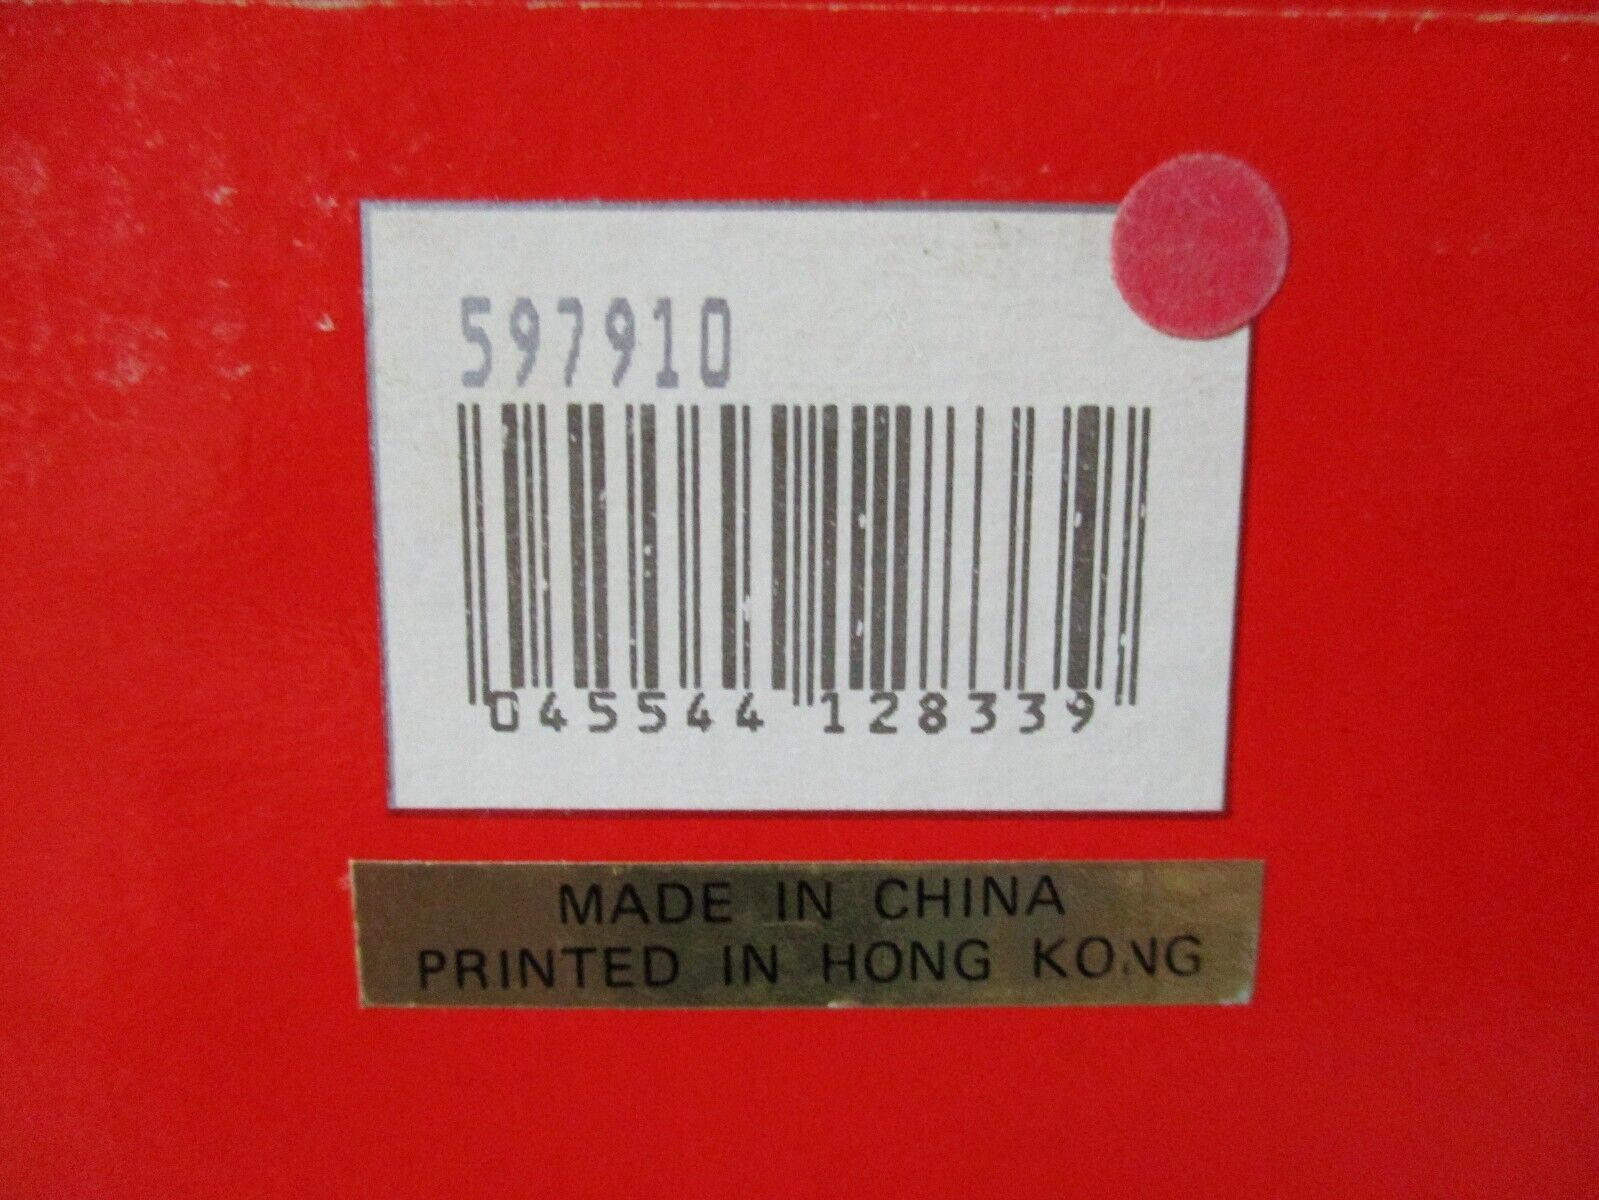 597910
045544 128339
MADE IN CHINA
PRINTED IN HONG KONG